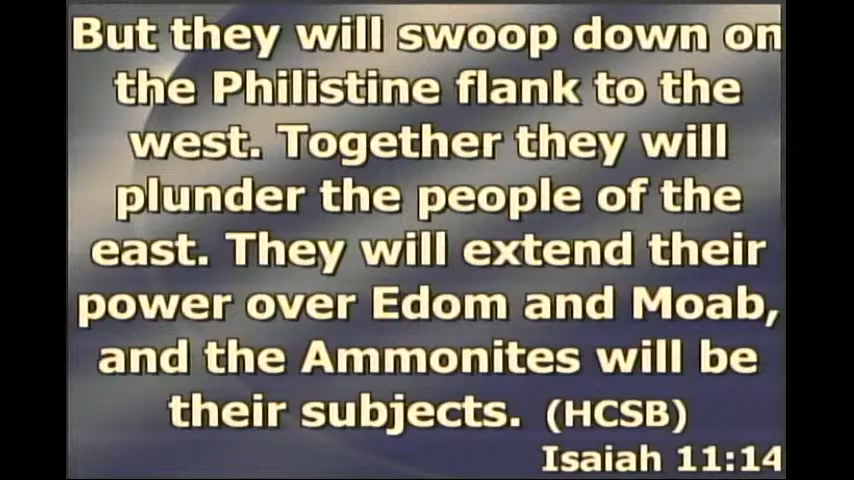 But they will swoop down on
the Philistine flank to the
west. Together they will
plunder the people of the
east. They will extend their
power over Edom and Moab,
and the Ammonites will be
their subjects. (HCSB)
Isaiah 11:14